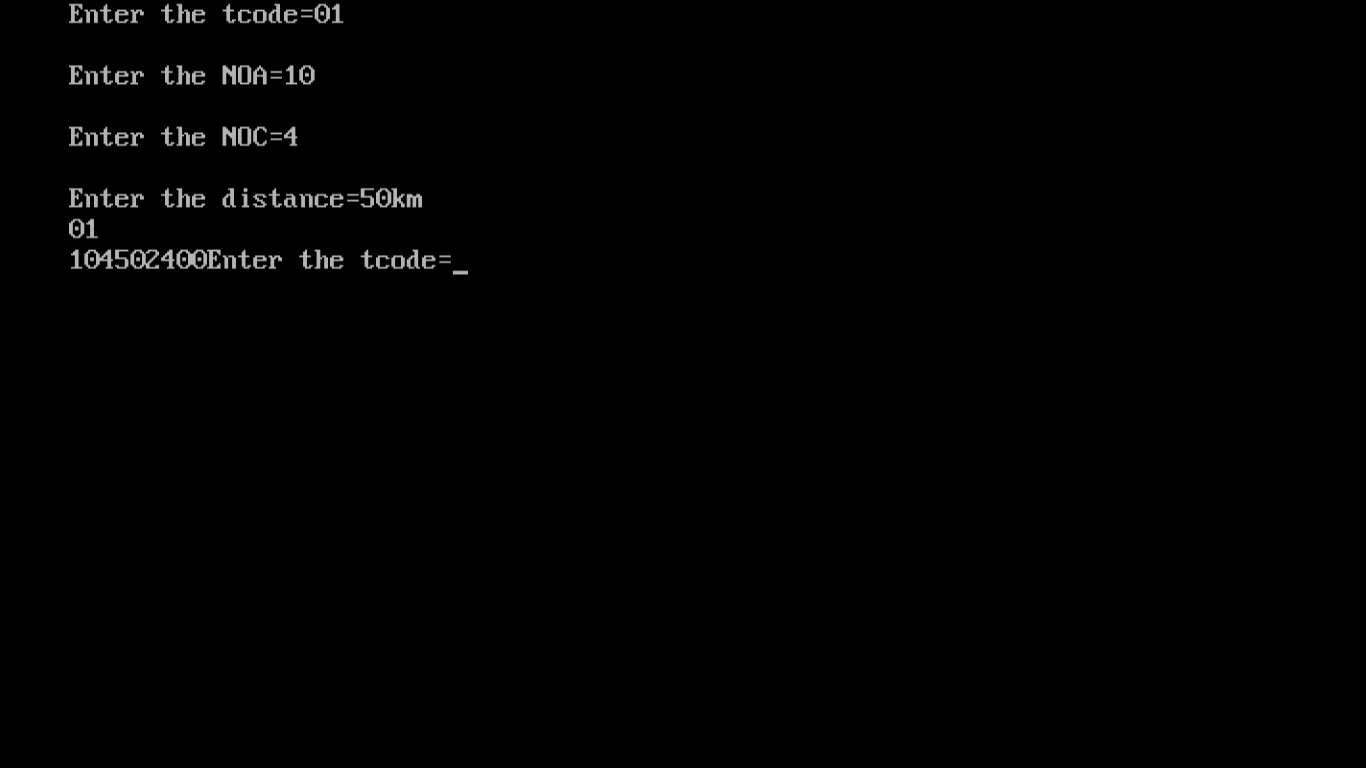 Enter the tcode=01
Enter the NOA=10
Enter the NOC=4
Enter the distance=50km
01
104502400Enter the tcode=_